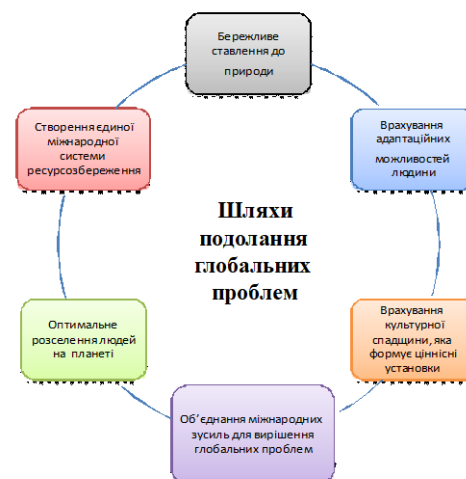 Бережливе
ставлення до
природи
Врахування
адаптаційних
можливостей
людини
Врахування
культурної
спадщини, яка
формує ціннісні
установки
Об'єднання міжнародних
зусиль для вирішення
глобальних проблем
Оптимальне
розселення людей
на планеті
Створення єдиної
міжнародної
системи
ресурсозбереження
Шляхи
подолання
глобальних
проблем